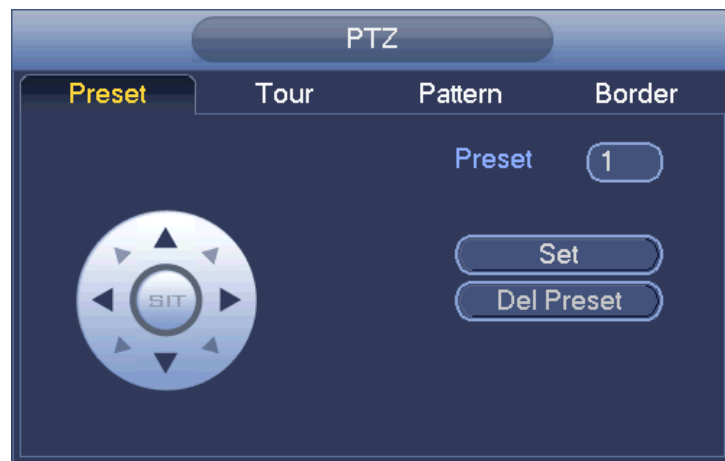 PTZ
Preset Tour Pattern Border
Preset 1
Set
SIT
Del Preset